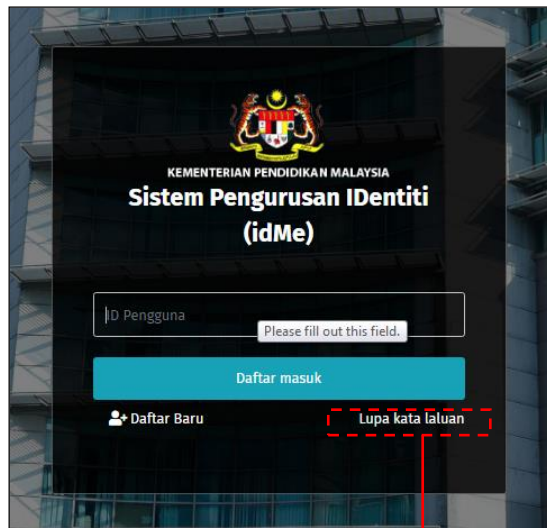 KEMENTERIAN PENDIDIKAN MALAYSIA
Sistem Pengurusan IDentiti
(idMe)
ID Pengguna
Please fill out this field.
Daftar masuk
Daftar Baru
Lupa kata laluan